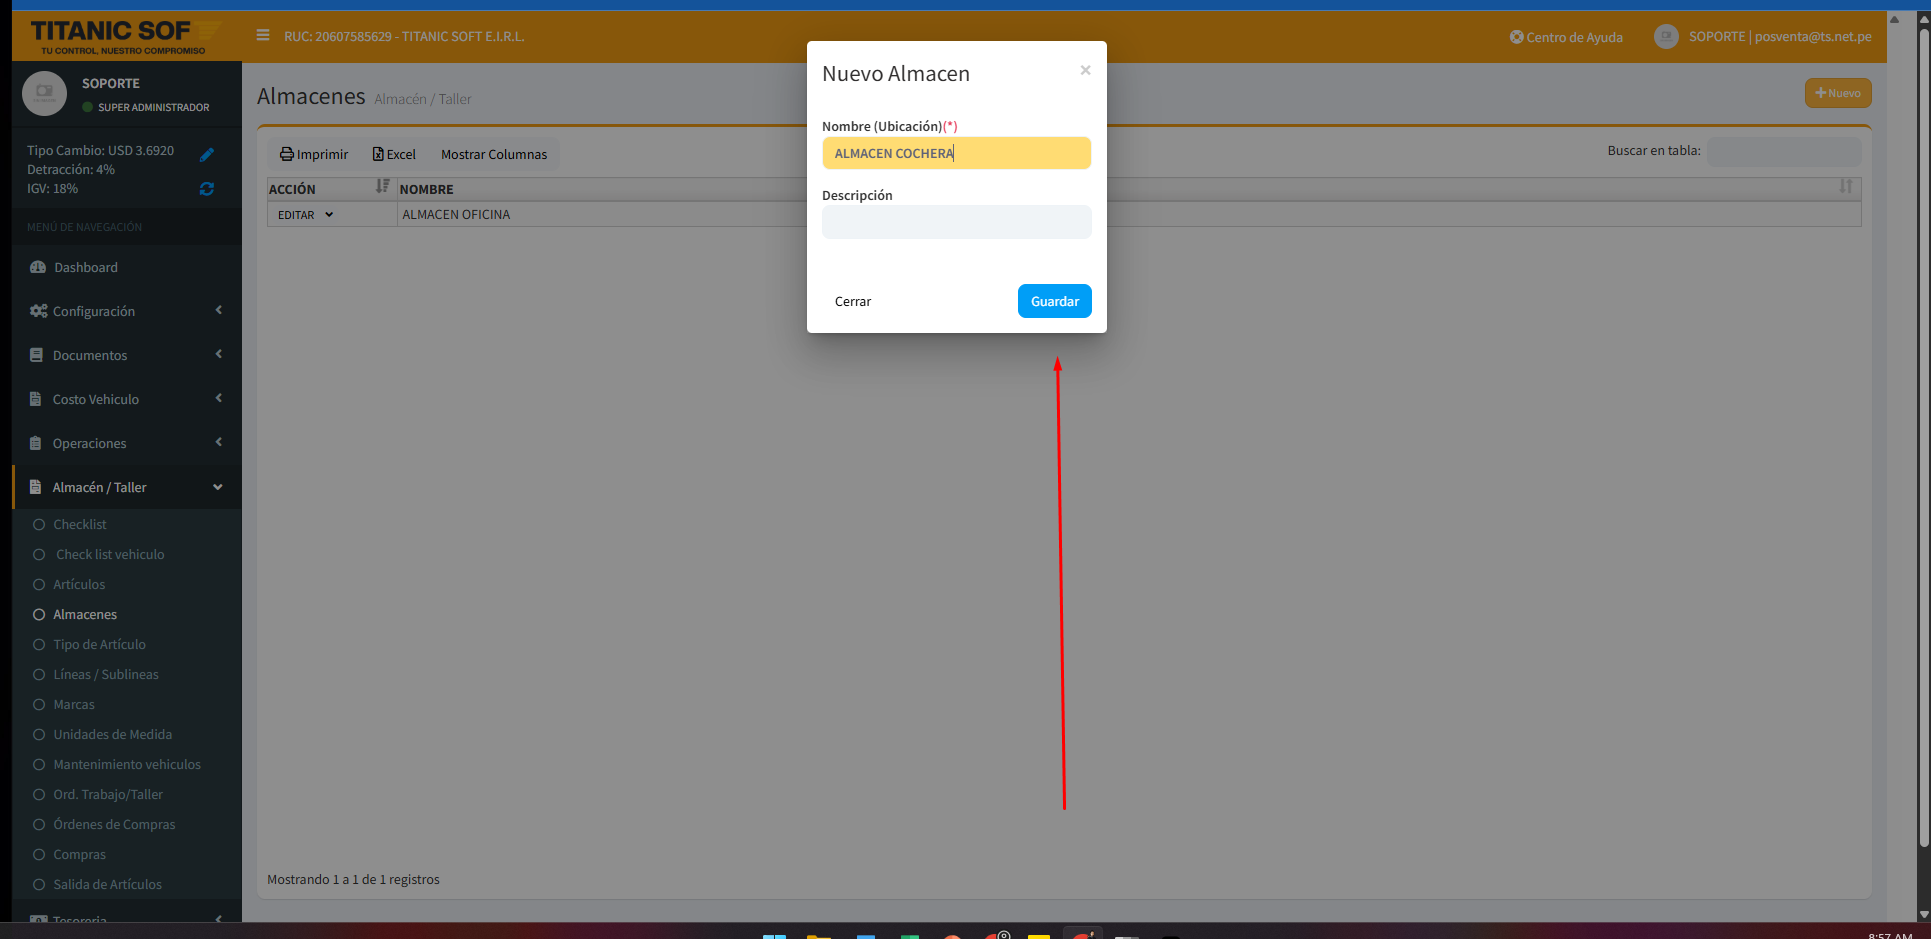 TITANIC SOF
TU CONTROL, NUESTRO COMPROMISO
RUC: 20607585629 - TITANIC SOFT E.I.R.L.
Centro de Ayuda
SOPORTE | posventa@ts.net.pe
SOPORTE
SUPER ADMINISTRADOR
Tipo Cambio: USD 3.6920
Detracción: 4%
IGV: 18%
MENÚ DE NAVEGACIÓN
Dashboard
Configuración
Documentos
Costo Vehiculo
Operaciones
Almacén / Taller
Checklist
Check list vehiculo
Artículos
Almacenes
Tipo de Artículo
Líneas / Sublineas
Marcas
Unidades de Medida
Mantenimiento vehiculos
Ord. Trabajo/Taller
Órdenes de Compras
Compras
Salida de Artículos
Tesoreria
Almacenes Almacén / Taller
Nuevo
Imprimir Excel Mostrar Columnas
Buscar en tabla:
ACCIÓN NOMBRE
EDITAR ALMACEN OFICINA
Mostrando 1 a 1 de 1 registros
Nuevo Almacen
×
Nombre (Ubicación)(*)
ALMACEN COCHERA
Descripción
Cerrar Guardar
8:57 AM